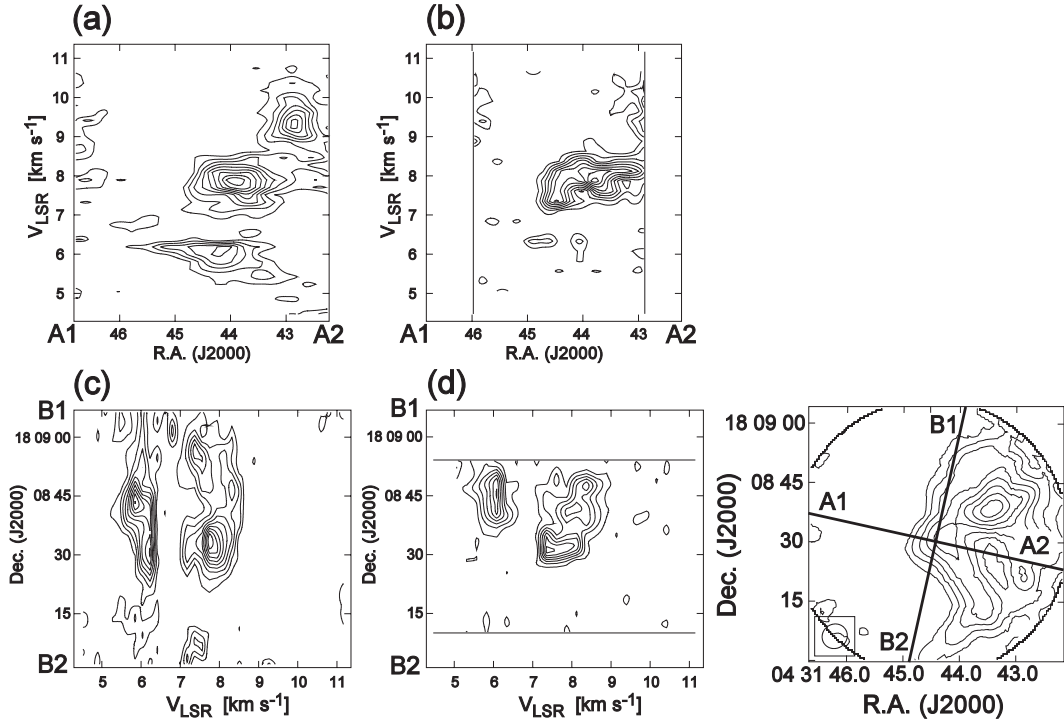 (a)
(b)
11
10
9
8
7
6
5
V_LSR [km s⁻¹]
A1
46
45
44
43
A2
R.A. (J2000)
11
10
9
8
7
6
5
V_LSR [km s⁻¹]
A1
46
45
44
43
A2
R.A. (J2000)
(c)
(d)
B1
18 09 00
08 45
30
15
B2
Dec. (J2000)
5
6
7
8
9
10
11
V_LSR [km s⁻¹]
B1
18 09 00
08 45
30
15
B2
Dec. (J2000)
5
6
7
8
9
10
11
V_LSR [km s⁻¹]
18 09 00
08 45
30
15
00
Dec. (J2000)
B1
A1
A2
B2
04 31 46.0
45.0
44.0
43.0
R.A. (J2000)